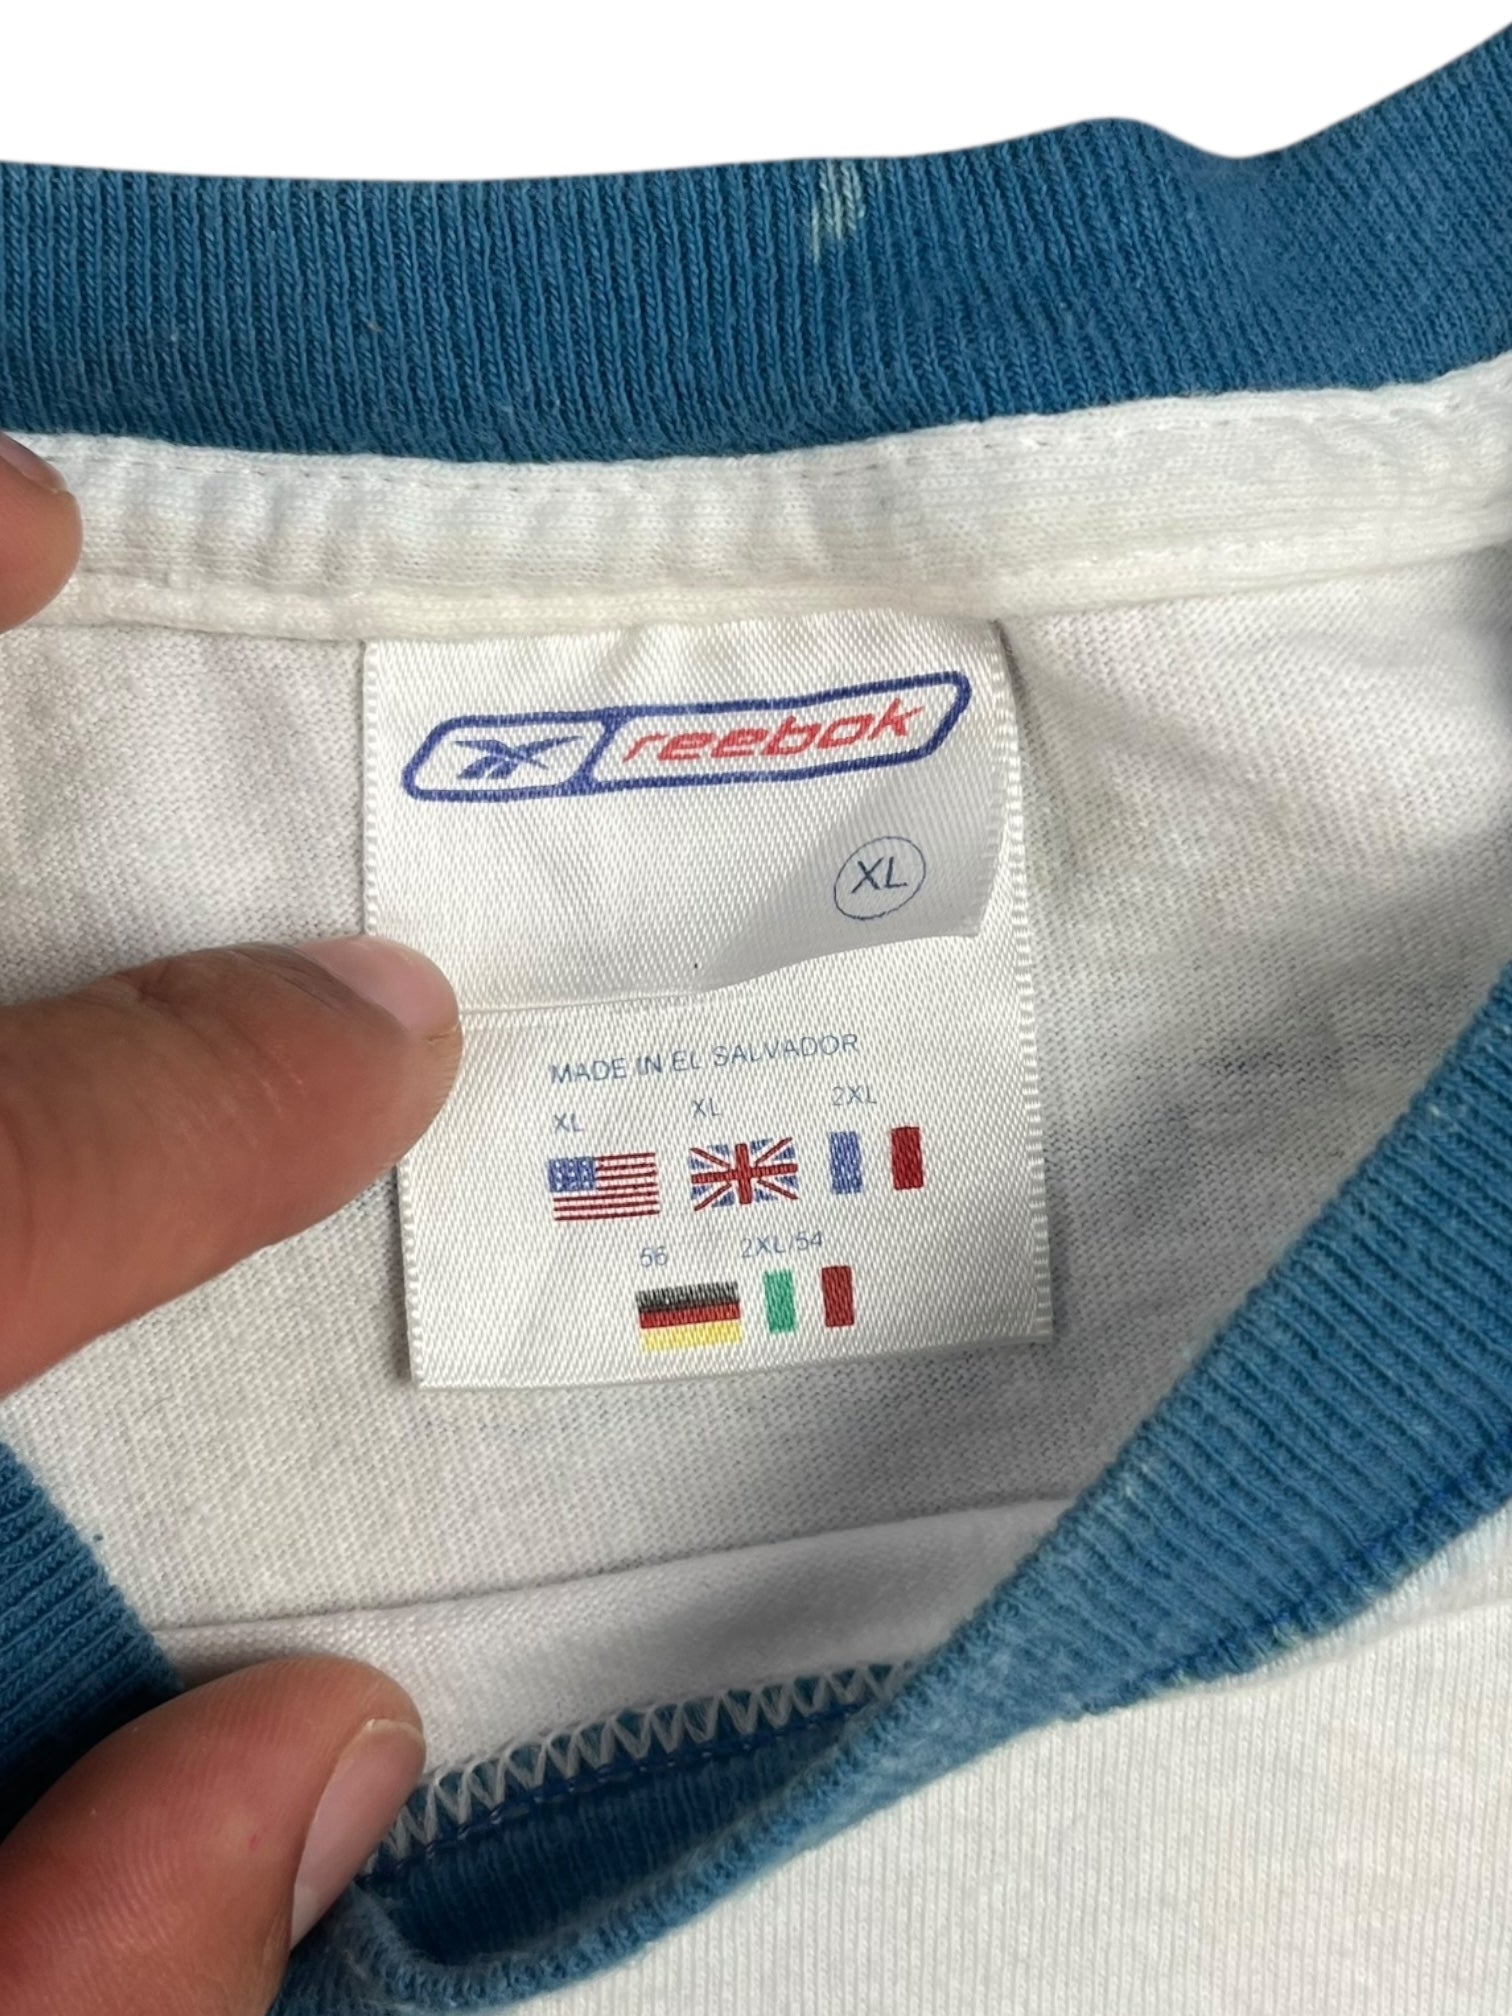 reebok
XL
MADE IN EL SALVADOR
XL XL 2XL
56 2XL/54